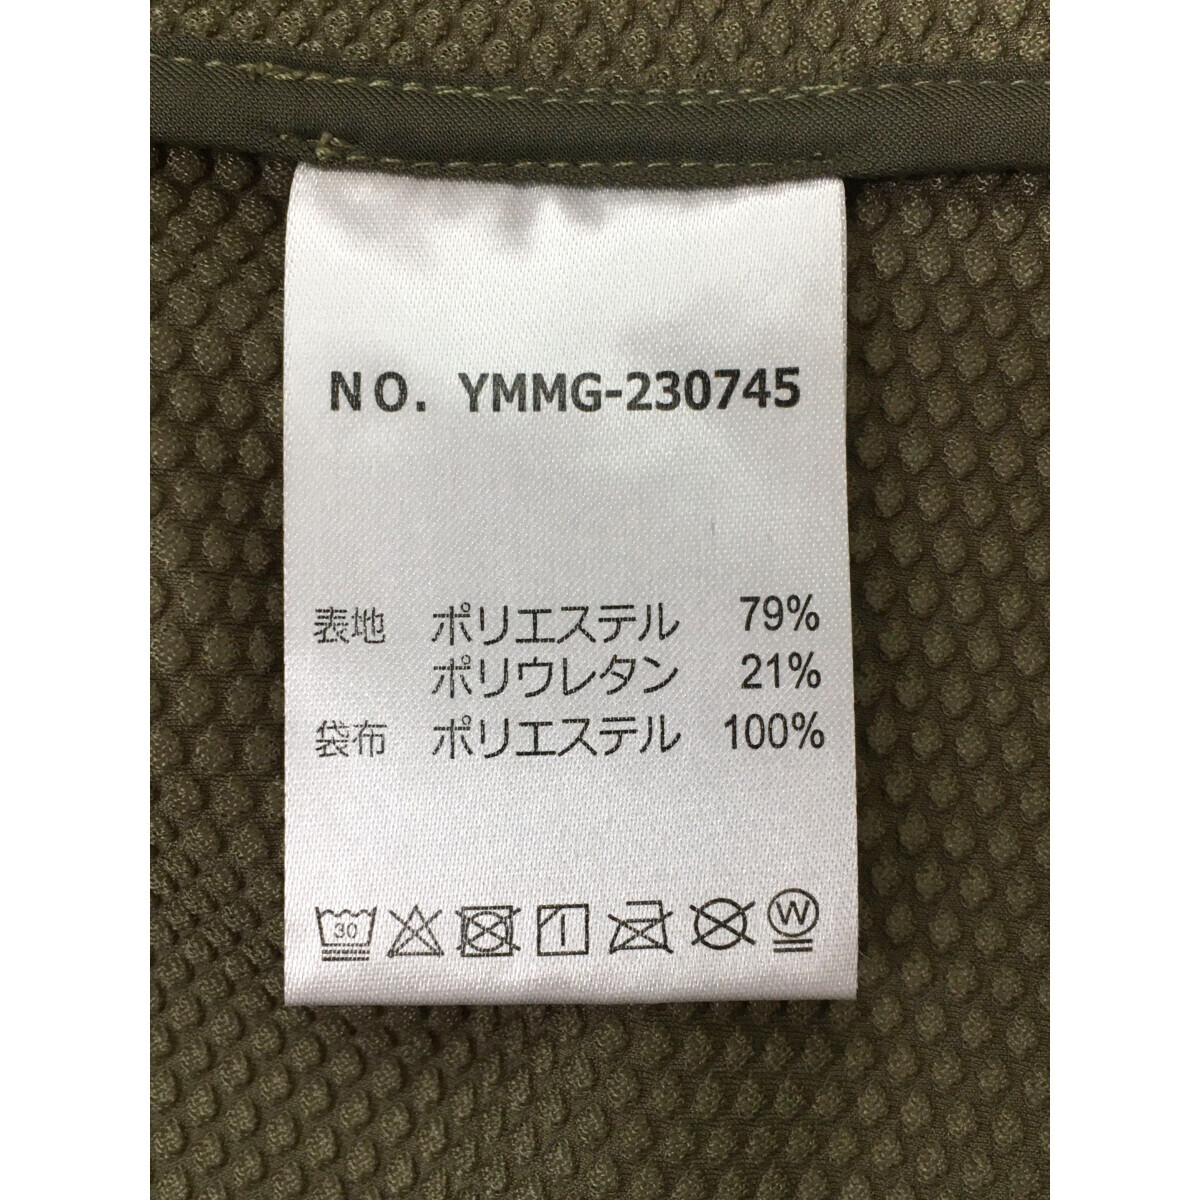 NO. YMMG-230745
表地 ポリエステル 79%
ポリウレタン 21%
袋布 ポリエステル 100%
30 W